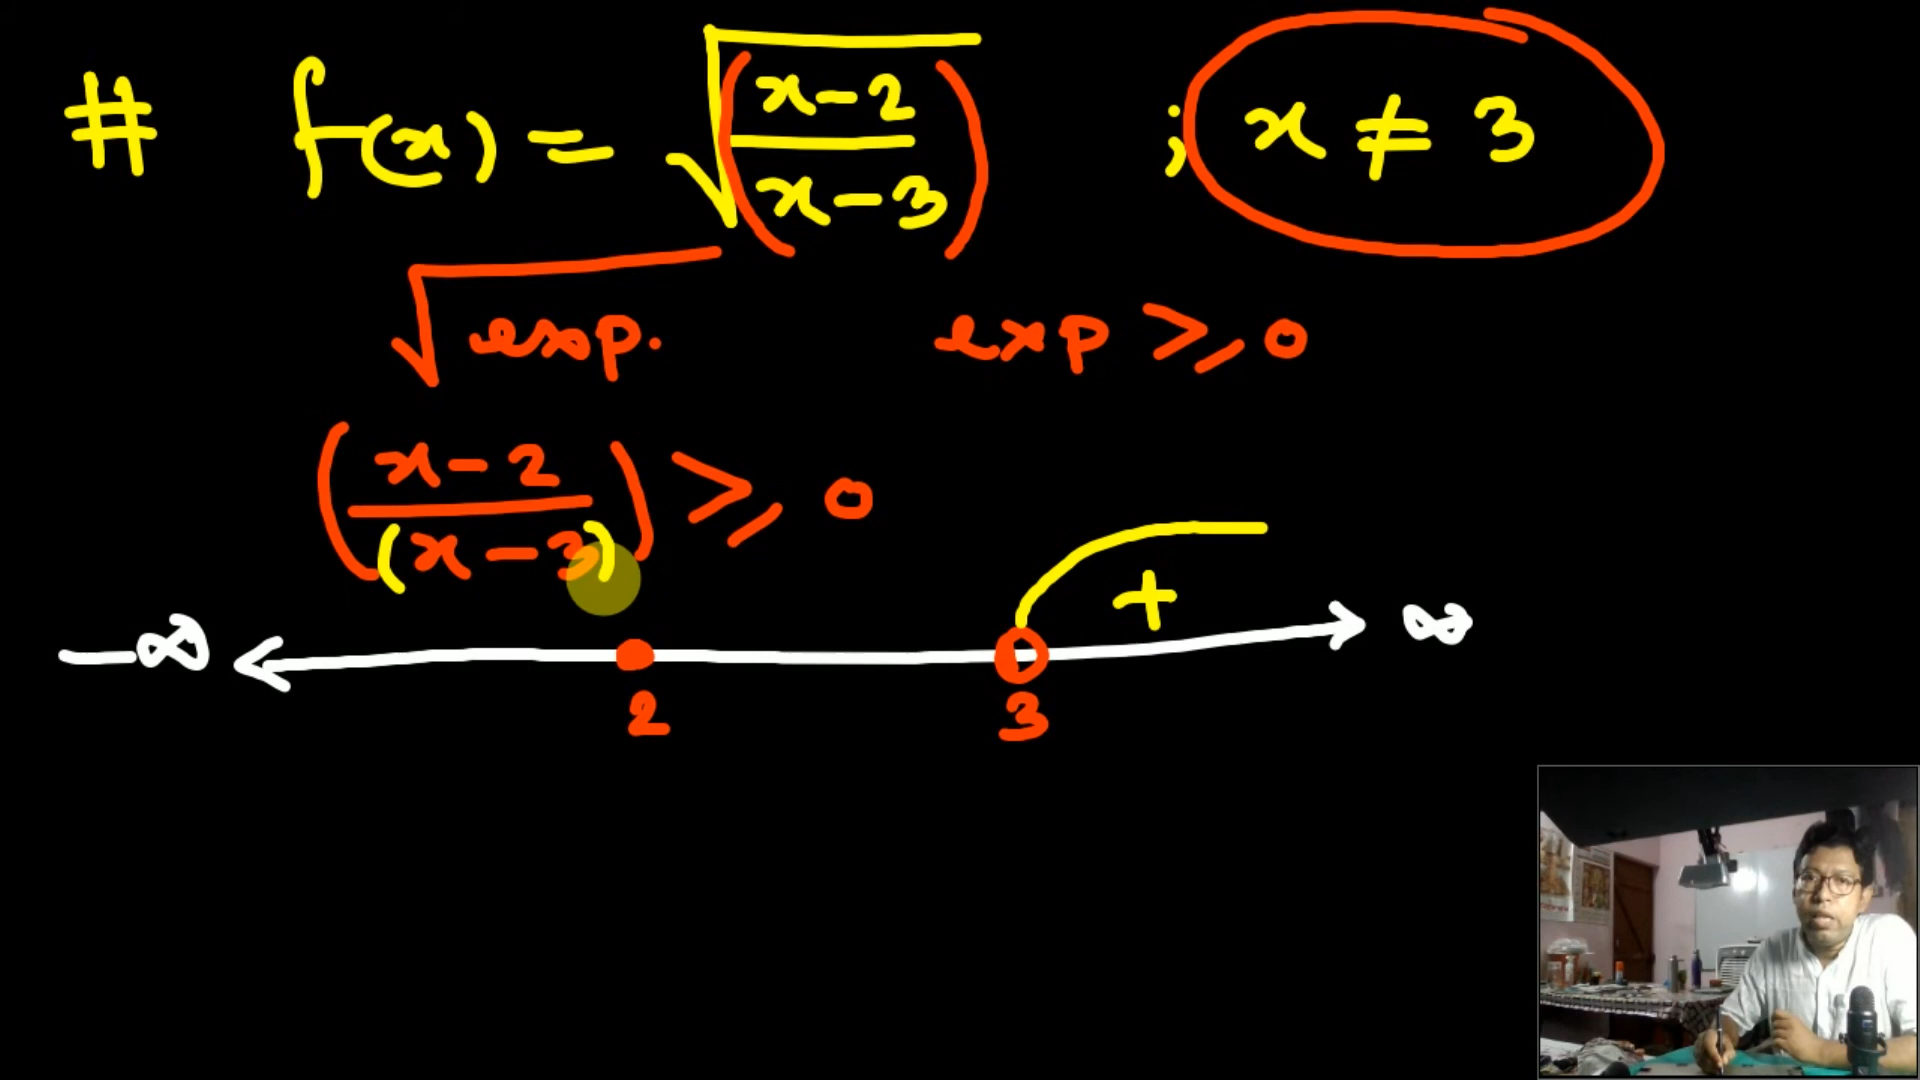 # f(x) = √((x-2)/(x-3)) ; x ≠ 3
√exp. exp ⩾ 0
((x-2)/(x-3)) ⩾ 0
+
-∞ ∞
2 3